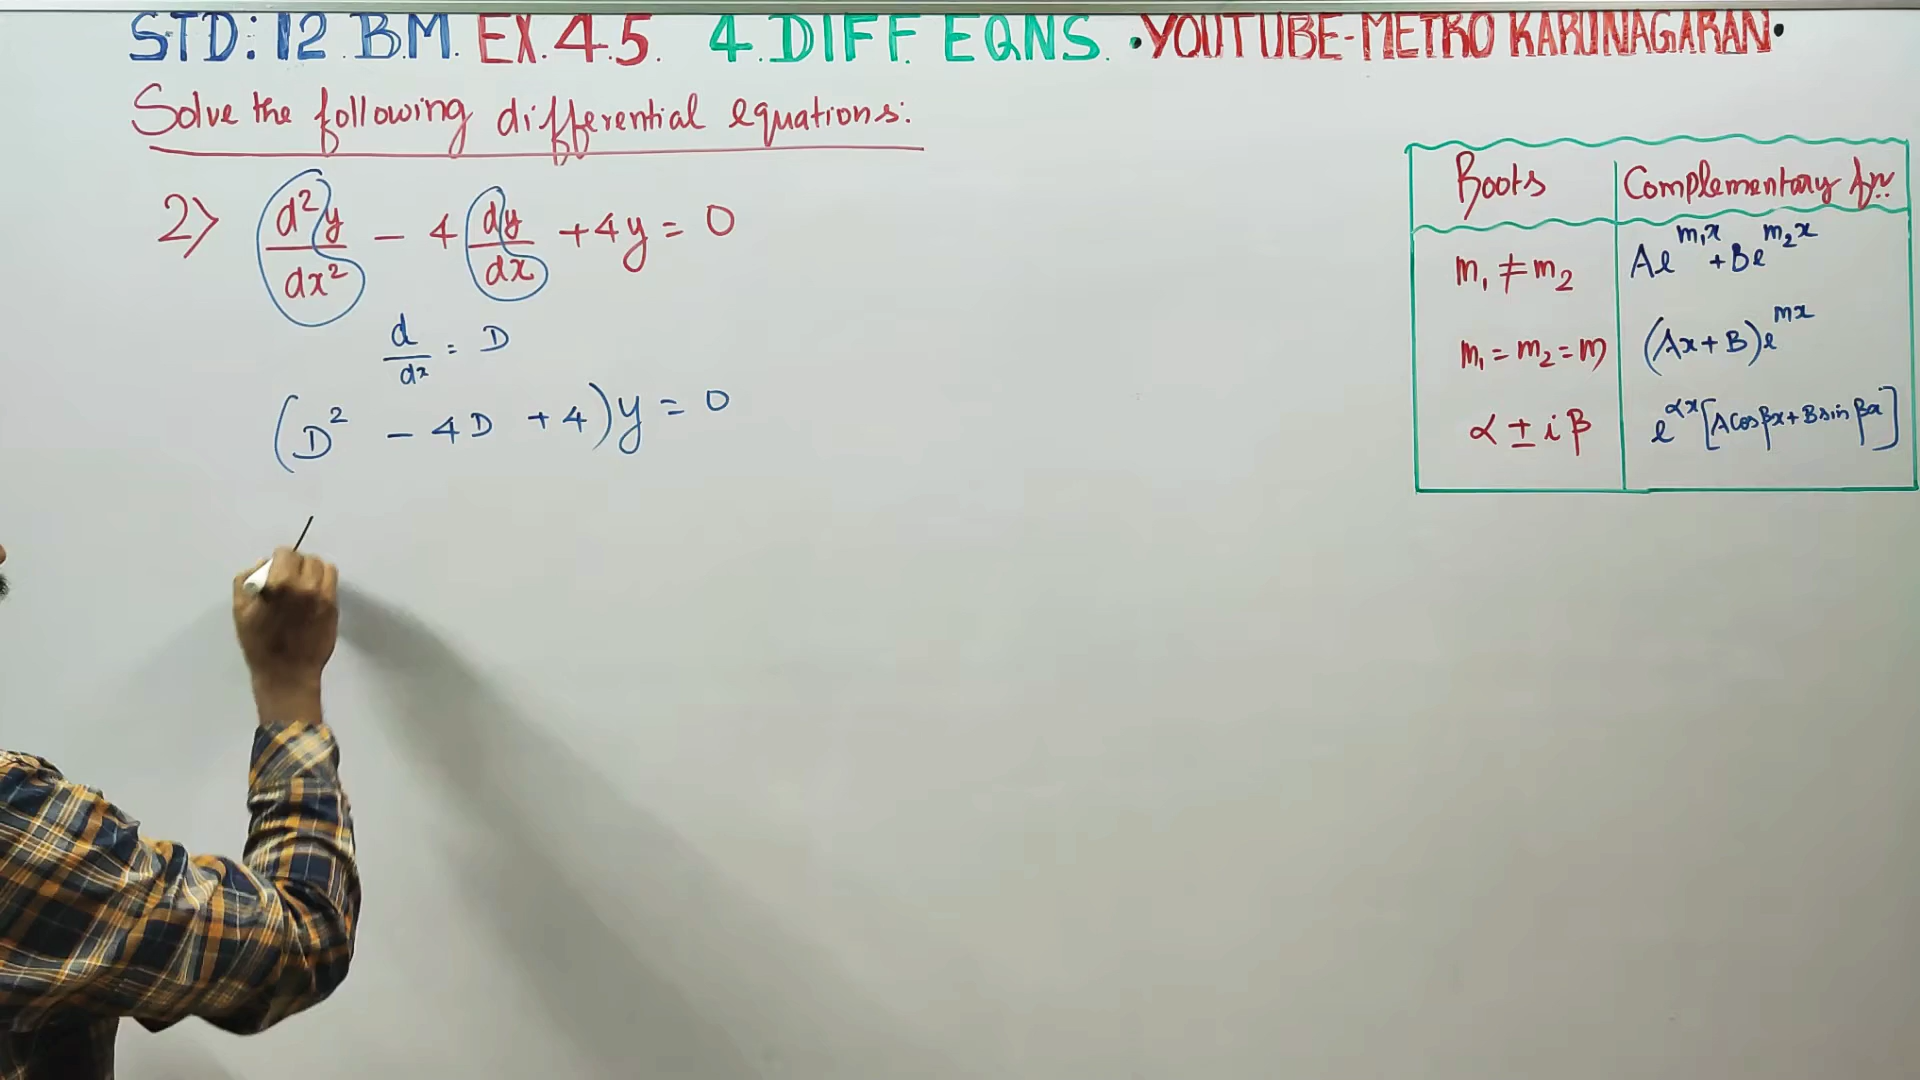 STD: 12 B.M. EX. 4.5. 4. DIFF. EQNS. •YOUTUBE-METRO KARUNAGARAN•
Solve the following differential equations:
2) d²y/dx² - 4 dy/dx + 4y = 0
d/dx = D
(D² - 4D + 4)y = 0
Roots Complementary fn.
m₁ ≠ m₂ Ae^m₁x + Be^m₂x
m₁ = m₂ = m (Ax + B)e^mx
α ± iβ e^αx [A cos βx + B sin βx]